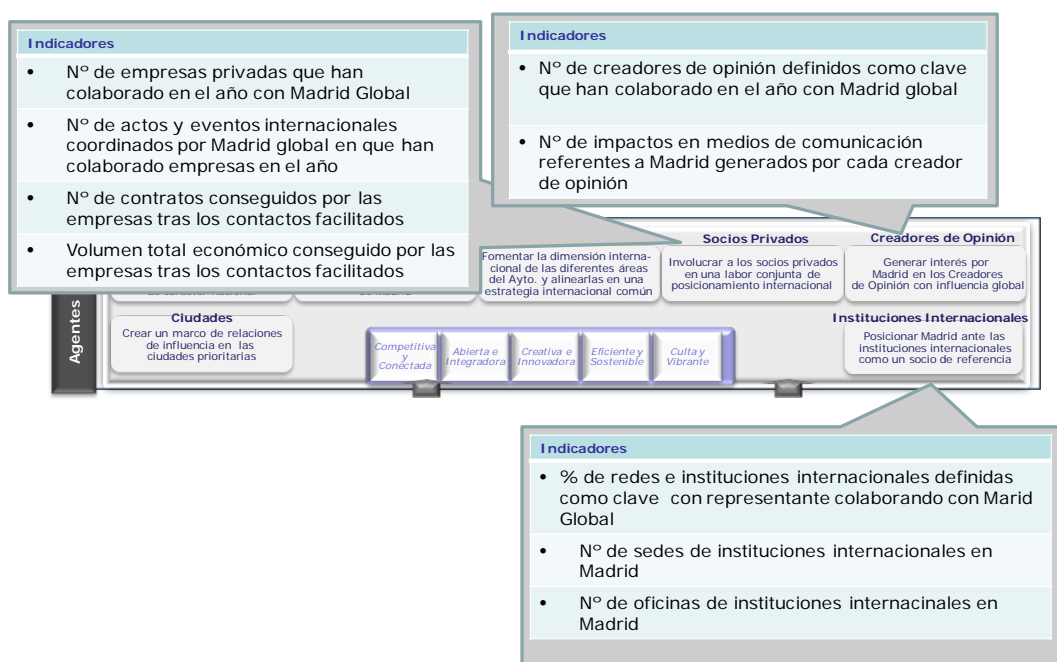 Indicadores
• Nº de empresas privadas que han
colaborado en el año con Madrid Global
• Nº de actos y eventos internacionales
coordinados por Madrid global en que han
colaborado empresas en el año
• Nº de contratos conseguidos por las
empresas tras los contactos facilitados
• Volumen total económico conseguido por las
empresas tras los contactos facilitados
Indicadores
• Nº de creadores de opinión definidos como clave
que han colaborado en el año con Madrid global
• Nº de impactos en medios de comunicación
referentes a Madrid generados por cada creador
de opinión
Agentes
Fomentar la dimensión interna-
cional de las diferentes áreas
del Ayto. y alinearlas en una
estrategia internacional común
Socios Privados
Involucrar a los socios privados
en una labor conjunta de
posicionamiento internacional
Creadores de Opinión
Generar interés por
Madrid en los Creadores
de Opinión con influencia global
Ciudades
Crear un marco de relaciones
de influencia en las
ciudades prioritarias
Competitiva
y
Conectada
Abierta e
Integradora
Creativa e
Innovadora
Eficiente y
Sostenible
Culta y
Vibrante
Instituciones Internacionales
Posicionar Madrid ante las
instituciones internacionales
como un socio de referencia
Indicadores
• % de redes e instituciones internacionales definidas
como clave con representante colaborando con Marid
Global
• Nº de sedes de instituciones internacionales en
Madrid
• Nº de oficinas de instituciones internacinales en
Madrid